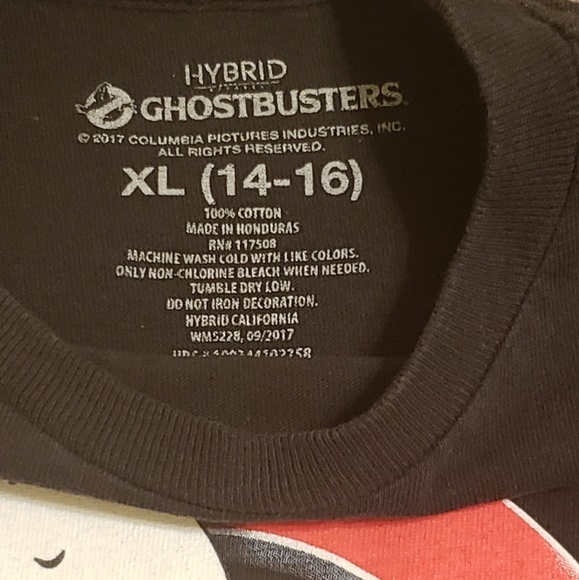 HYBRID
GHOSTBUSTERS
© 2017 COLUMBIA PICTURES INDUSTRIES, INC.
ALL RIGHTS RESERVED.
XL (14-16)
100% COTTON
MADE IN HONDURAS
RN# 117508
MACHINE WASH COLD WITH LIKE COLORS.
ONLY NON-CHLORINE BLEACH WHEN NEEDED.
TUMBLE DRY LOW.
DO NOT IRON DECORATION.
HYBRID CALIFORNIA
WM5228, 09/2017